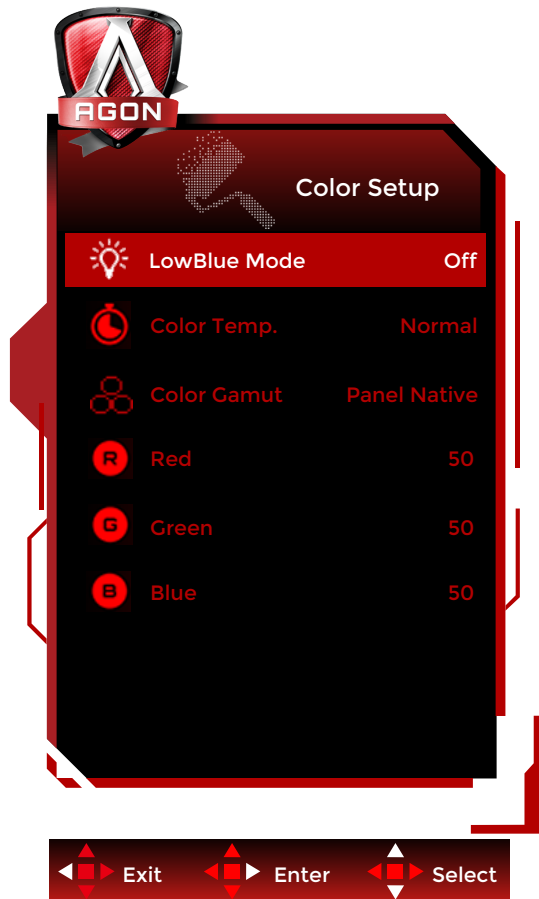 AGON
Color Setup
LowBlue Mode Off
Color Temp. Normal
Color Gamut Panel Native
R Red 50
G Green 50
B Blue 50
Exit Enter Select